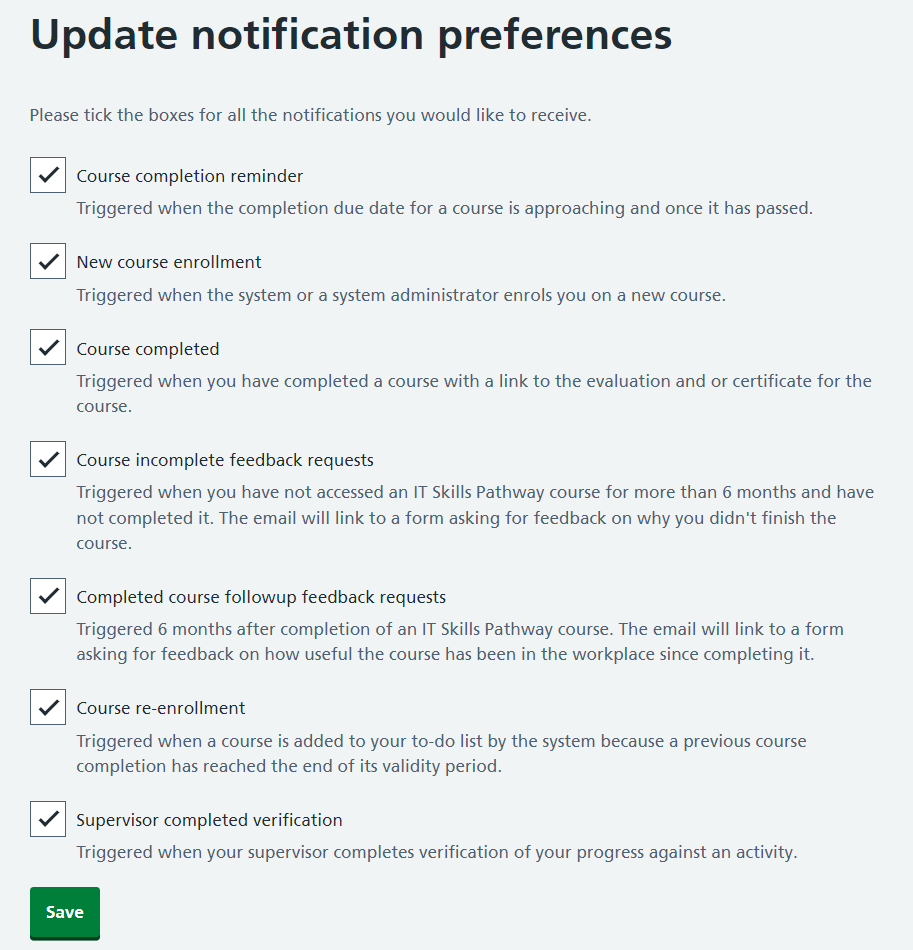 Update notification preferences
Please tick the boxes for all the notifications you would like to receive.
Course completion reminder
Triggered when the completion due date for a course is approaching and once it has passed.
New course enrollment
Triggered when the system or a system administrator enrols you on a new course.
Course completed
Triggered when you have completed a course with a link to the evaluation and or certificate for the
course.
Course incomplete feedback requests
Triggered when you have not accessed an IT Skills Pathway course for more than 6 months and have
not completed it. The email will link to a form asking for feedback on why you didn't finish the
course.
Completed course followup feedback requests
Triggered 6 months after completion of an IT Skills Pathway course. The email will link to a form
asking for feedback on how useful the course has been in the workplace since completing it.
Course re-enrollment
Triggered when a course is added to your to-do list by the system because a previous course
completion has reached the end of its validity period.
Supervisor completed verification
Triggered when your supervisor completes verification of your progress against an activity.
Save